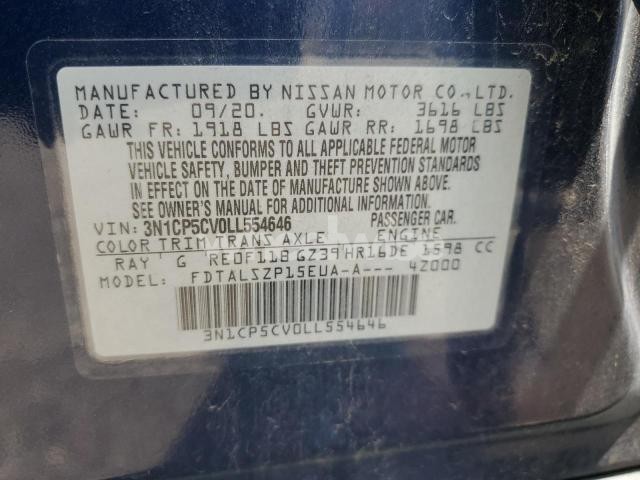 MANUFACTURED BY NISSAN MOTOR CO.,LTD.
DATE: 09/20. GVWR: 3616 LBS
GAWR FR: 1918 LBS GAWR RR: 1698 LBS
THIS VEHICLE CONFORMS TO ALL APPLICABLE FEDERAL MOTOR
VEHICLE SAFETY, BUMPER AND THEFT PREVENTION STANDARDS
IN EFFECT ON THE DATE OF MANUFACTURE SHOWN ABOVE.
SEE OWNER'S MANUAL FOR MORE INFORMATION.
VIN: 3N1CP5CV0LL554646 PASSENGER CAR.
COLOR TRIM TRANS AXLE ENGINE
RAY G RE0F11B GZ39 HR16DE 1598 CC
MODEL FDTALSZP15EUA-A--- 4Z000
3N1CP5CV0LL554646